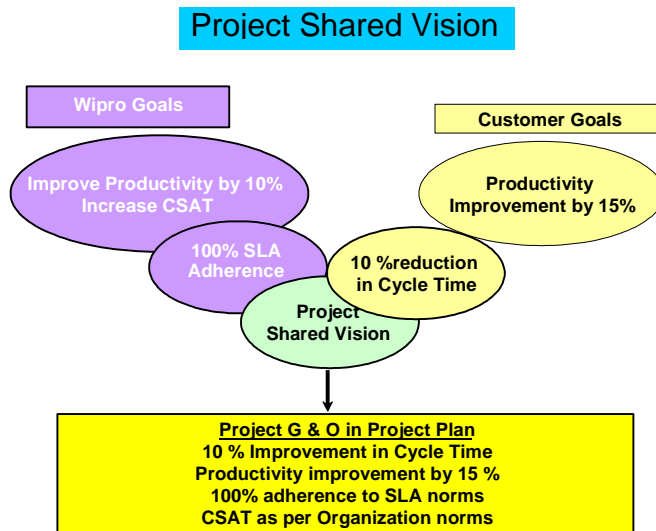 Project Shared Vision
Wipro Goals
Customer Goals
Improve Productivity by 10%
Increase CSAT
Productivity
Improvement by 15%
100% SLA
Adherence
10 %reduction
in Cycle Time
Project
Shared Vision
Project G & O in Project Plan
10 % Improvement in Cycle Time
Productivity improvement by 15 %
100% adherence to SLA norms
CSAT as per Organization norms